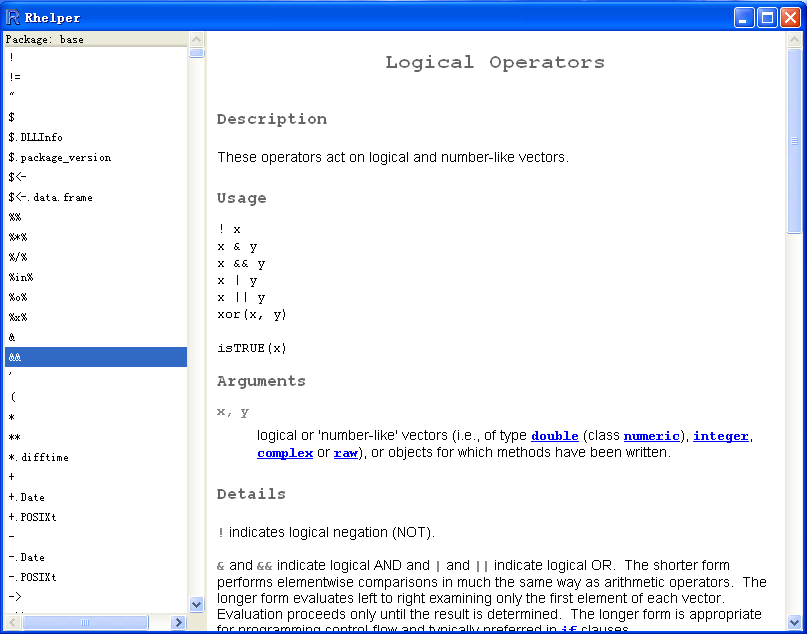 Rhelper
Package: base
!
!=
"
$
$.DLLInfo
$.package_version
$<-
$<-.data.frame
%%
%*%
%/%
%in%
%o%
%x%
&
&&
'
(
*
**
*.difftime
+
+.Date
+.POSIXt
-
-.Date
-.POSIXt
->
Logical Operators
Description
These operators act on logical and number-like vectors.
Usage
! x
x & y
x && y
x | y
x || y
xor(x, y)
isTRUE(x)
Arguments
x, y
logical or 'number-like' vectors (i.e., of type double (class numeric), integer,
complex or raw), or objects for which methods have been written.
Details
! indicates logical negation (NOT).
& and && indicate logical AND and | and || indicate logical OR. The shorter form
performs elementwise comparisons in much the same way as arithmetic operators. The
longer form evaluates left to right examining only the first element of each vector.
Evaluation proceeds only until the result is determined. The longer form is appropriate
for programming control flow and typically preferred in if clauses.